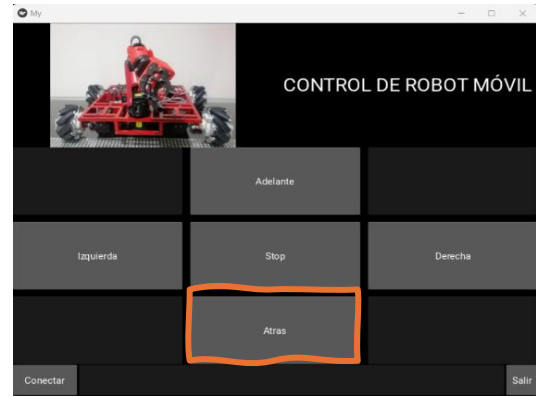 My
CONTROL DE ROBOT MÓVIL
Adelante
Izquierda Stop Derecha
Atras
Conectar Salir